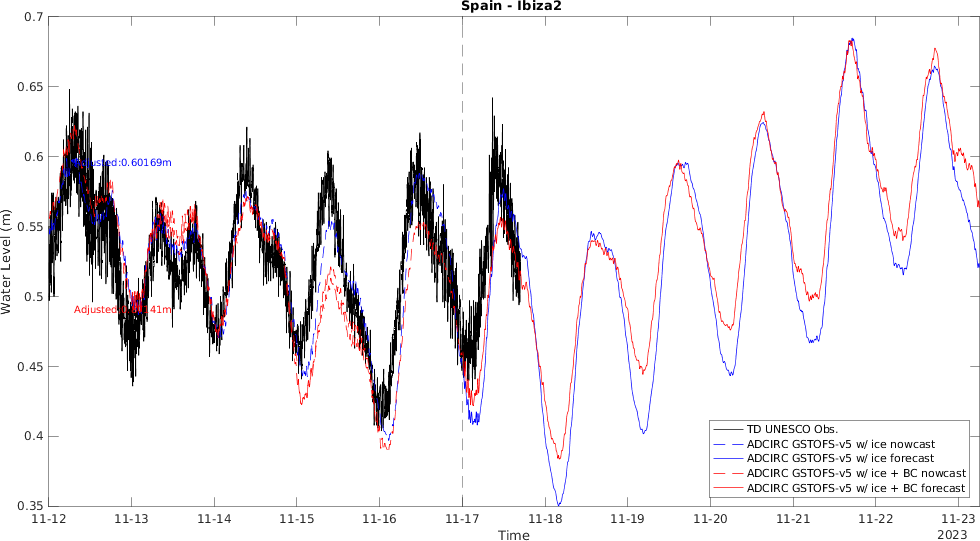 Spain - Ibiza2
0.7
0.65
0.6
0.55
0.5
0.45
0.4
0.35
Water Level (m)
Adjusted:0.60169m
11-12
11-13
11-14
11-15
11-16
11-17
11-18
11-19
11-20
11-21
11-22
11-23
Time
2023
TD UNESCO Obs.
ADCIRC GSTOFS-v5 w/ ice nowcast
ADCIRC GSTOFS-v5 w/ ice forecast
ADCIRC GSTOFS-v5 w/ ice + BC nowcast
ADCIRC GSTOFS-v5 w/ ice + BC forecast